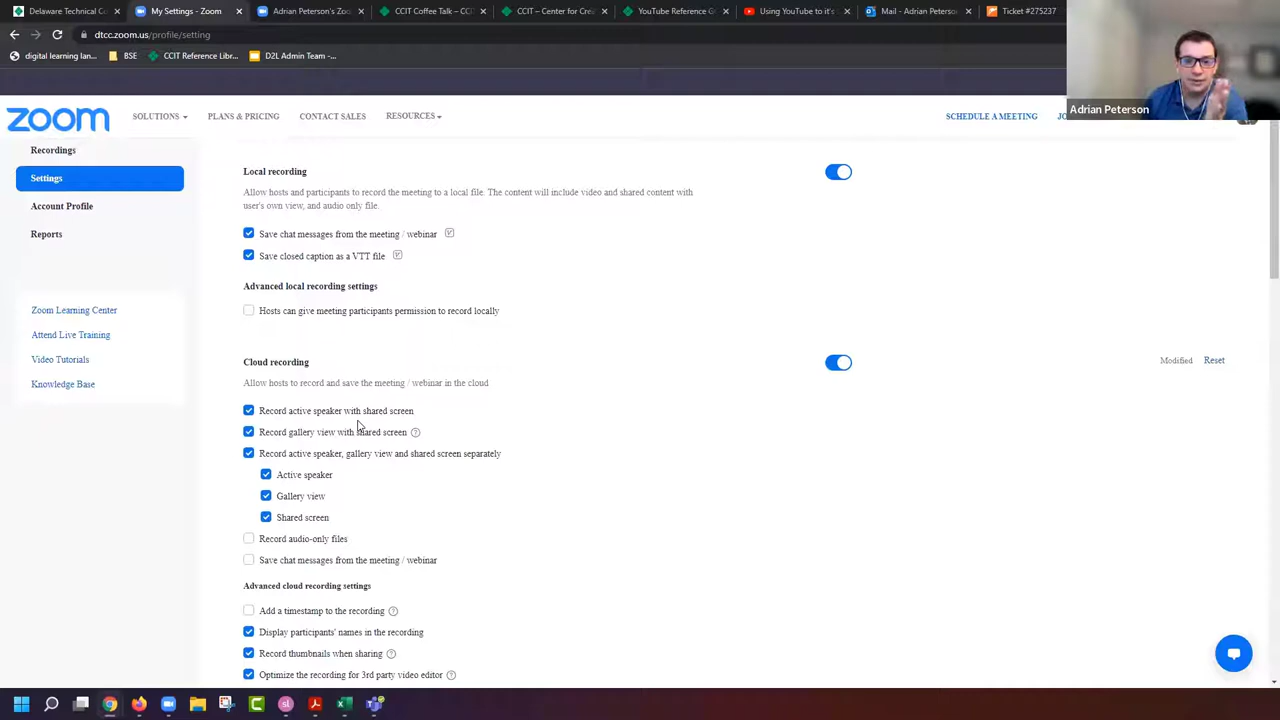 Delaware Technical Co
My Settings - Zoom
Adrian Peterson's Zoo
CCIT Coffee Talk – CC
CCIT – Center for Cre
YouTube Reference G
Using YouTube to it's
Mail - Adrian Peterson
Ticket #275237
dtcc.zoom.us/profile/setting
digital learning lan...
BSE
CCIT Reference Libr...
D2L Admin Team -...
Adrian Peterson
zoom
SOLUTIONS
PLANS & PRICING
CONTACT SALES
RESOURCES
SCHEDULE A MEETING
Recordings
Settings
Account Profile
Reports
Zoom Learning Center
Attend Live Training
Video Tutorials
Knowledge Base
Local recording
Allow hosts and participants to record the meeting to a local file. The content will include video and shared content with
user's own view, and audio only file.
Save chat messages from the meeting / webinar
Save closed caption as a VTT file
Advanced local recording settings
Hosts can give meeting participants permission to record locally
Cloud recording
Modified
Reset
Allow hosts to record and save the meeting / webinar in the cloud
Record active speaker with shared screen
Record gallery view with shared screen
Record active speaker, gallery view and shared screen separately
Active speaker
Gallery view
Shared screen
Record audio-only files
Save chat messages from the meeting / webinar
Advanced cloud recording settings
Add a timestamp to the recording
Display participants' names in the recording
Record thumbnails when sharing
Optimize the recording for 3rd party video editor